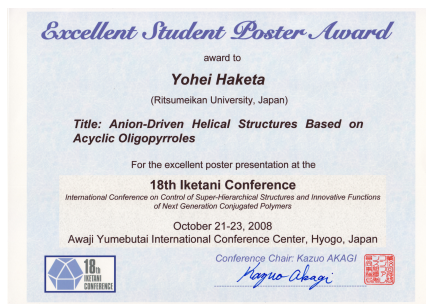 Excellent Student Poster Award
award to
Yohei Haketa
(Ritsumeikan University, Japan)
Title: Anion-Driven Helical Structures Based on
Acyclic Oligopyrroles
For the excellent poster presentation at the
18th Iketani Conference
International Conference on Control of Super-Hierarchical Structures and Innovative Functions
of Next Generation Conjugated Polymers
October 21-23, 2008
Awaji Yumebutai International Conference Center, Hyogo, Japan
Conference Chair: Kazuo AKAGI
Kazuo Akagi
18th
IKETANI
CONFERENCE